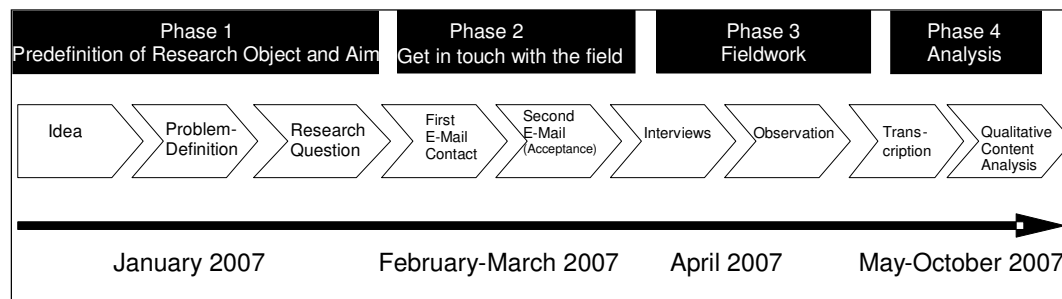 Phase 1
Predefinition of Research Object and Aim
Phase 2
Get in touch with the field
Phase 3
Fieldwork
Phase 4
Analysis
Idea
Problem-
Definition
Research
Question
First
E-Mail
Contact
Second
E-Mail
(Acceptance)
Interviews
Observation
Trans-
cription
Qualitative
Content
Analysis
January 2007
February-March 2007
April 2007
May-October 2007